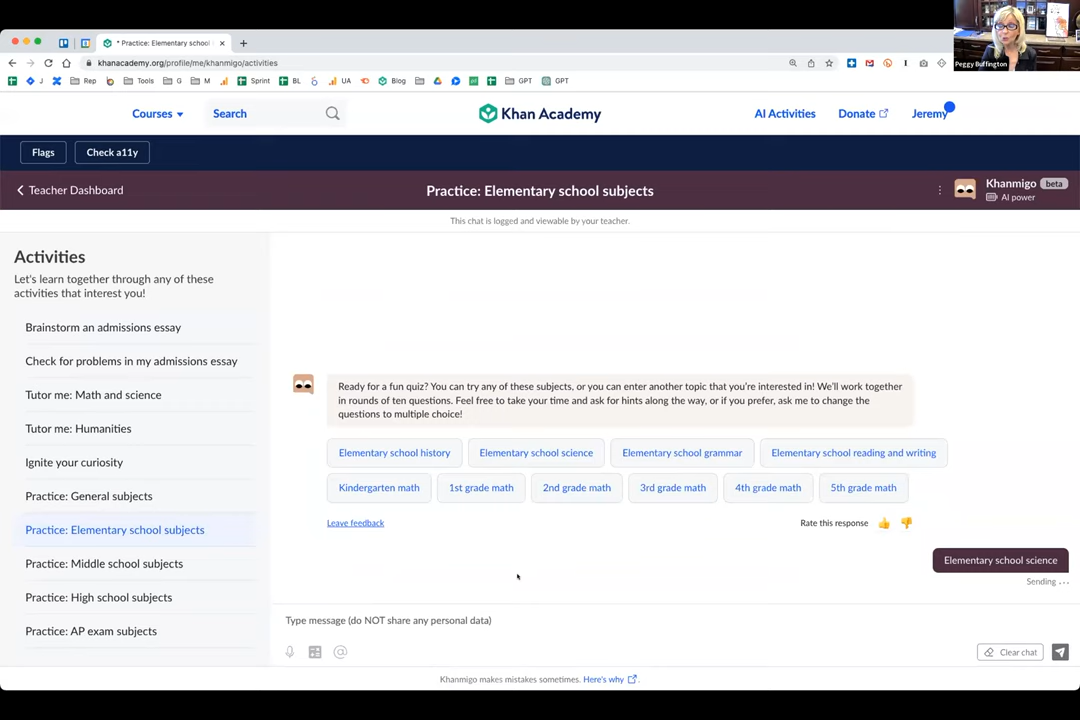 * Practice: Elementary school
khanacademy.org/profile/me/khanmigo/activities
Rep
Tools
G
M
Sprint
BL
UA
Blog
GPT
GPT
Peggy Buffington
Courses
Search
Khan Academy
AI Activities
Donate
Jeremy
Flags
Check a11y
Teacher Dashboard
Practice: Elementary school subjects
Khanmigo beta
AI power
This chat is logged and viewable by your teacher.
Activities
Let's learn together through any of these
activities that interest you!
Brainstorm an admissions essay
Check for problems in my admissions essay
Tutor me: Math and science
Tutor me: Humanities
Ignite your curiosity
Practice: General subjects
Practice: Elementary school subjects
Practice: Middle school subjects
Practice: High school subjects
Practice: AP exam subjects
Ready for a fun quiz? You can try any of these subjects, or you can enter another topic that you're interested in! We'll work together
in rounds of ten questions. Feel free to take your time and ask for hints along the way, or if you prefer, ask me to change the
questions to multiple choice!
Elementary school history
Elementary school science
Elementary school grammar
Elementary school reading and writing
Kindergarten math
1st grade math
2nd grade math
3rd grade math
4th grade math
5th grade math
Leave feedback
Rate this response
Elementary school science
Sending ...
Type message (do NOT share any personal data)
Clear chat
Khanmigo makes mistakes sometimes. Here's why .